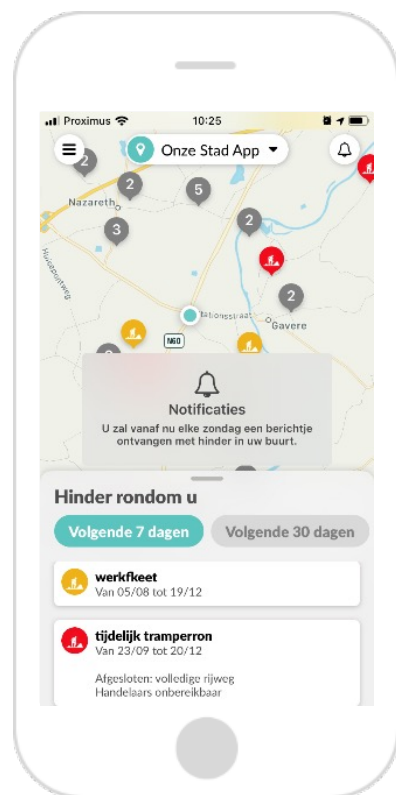 Proximus
10:25
2
Onze Stad App
2
5
Nazareth
3
2
2
Stationsstraat
Gavere
N60
Notificaties
U zal vanaf nu elke zondag een berichtje
ontvangen met hinder in uw buurt.
Hinder rondom u
Volgende 7 dagen
Volgende 30 dagen
werfkeet
Van 05/08 tot 19/12
tijdelijk tramperron
Van 23/09 tot 20/12
Afgesloten: volledige rijweg
Handelaars onbereikbaar